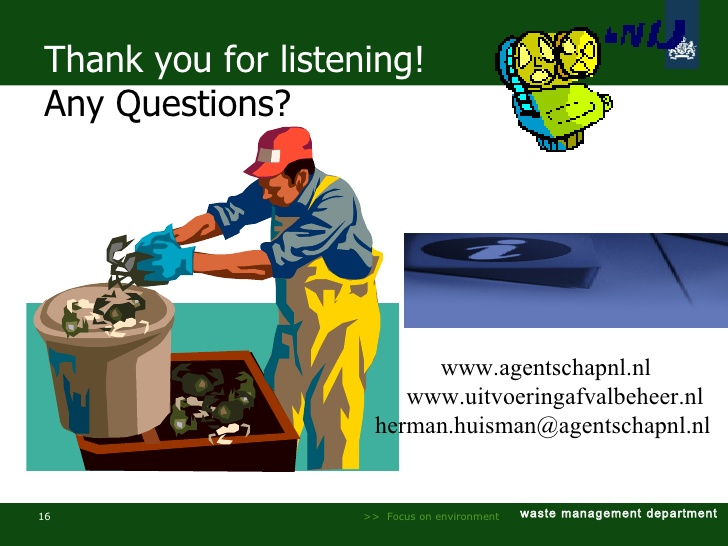 Thank you for listening!
Any Questions?
www.agentschapnl.nl
www.uitvoeringafvalbeheer.nl
herman.huisman@agentschapnl.nl
16
>> Focus on environment
waste management department